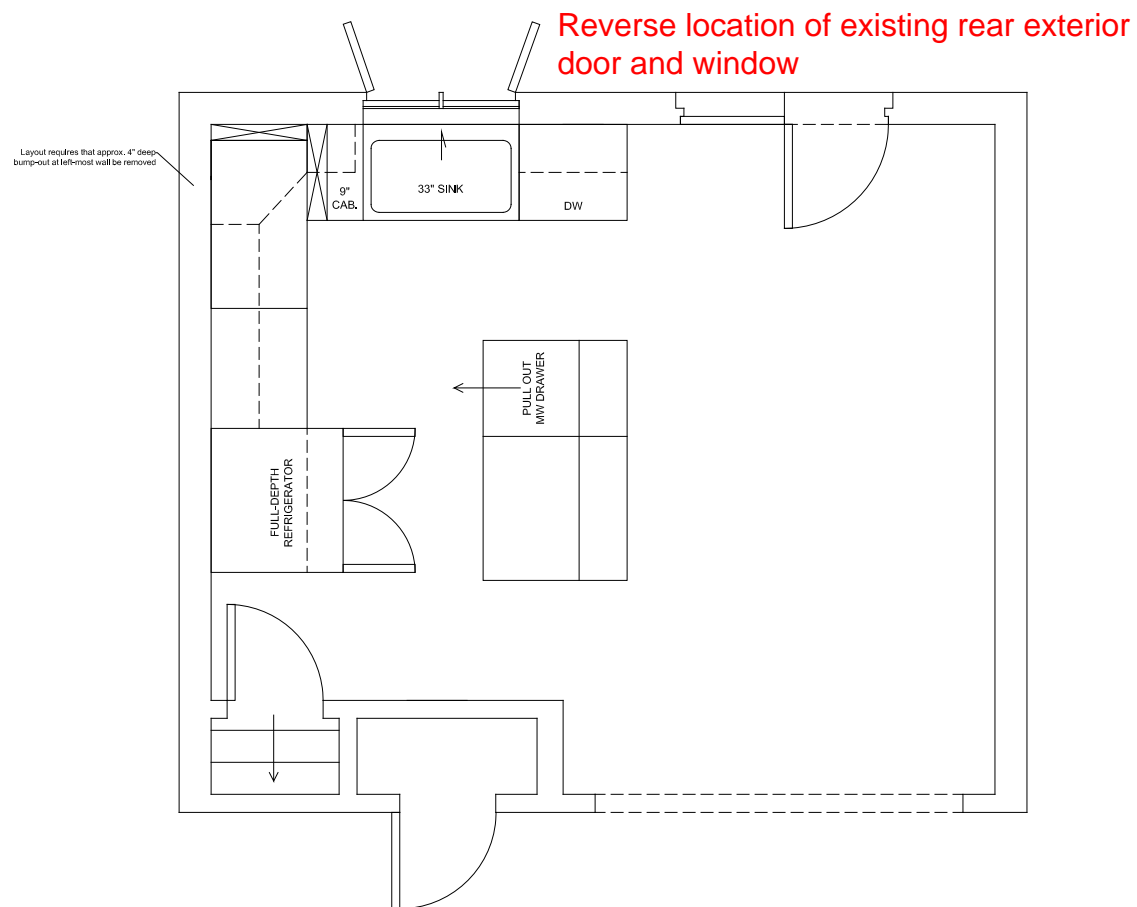 Reverse location of existing rear exterior
door and window
Layout requires that approx. 4" deep
bump-out at left-most wall be removed
9"
CAB.
33" SINK
DW
PULL OUT
MW DRAWER
FULL-DEPTH
REFRIGERATOR